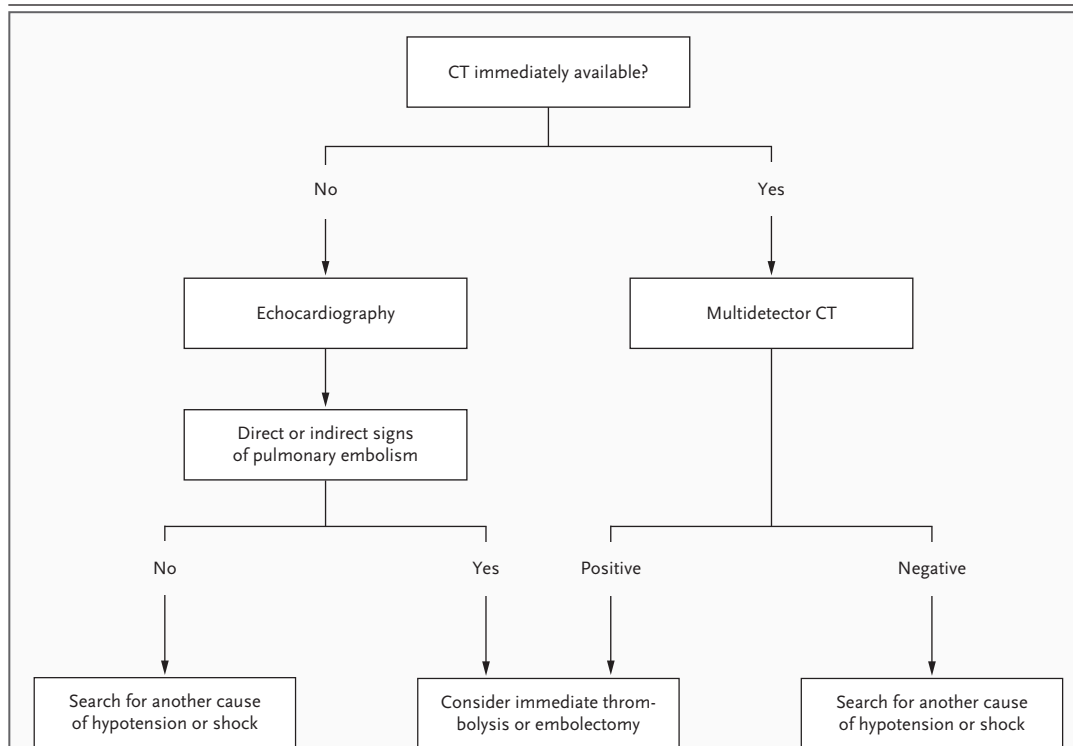 CT immediately available?
No
Yes
Echocardiography
Multidetector CT
Direct or indirect signs
of pulmonary embolism
No
Yes
Positive
Negative
Search for another cause
of hypotension or shock
Consider immediate throm-
bolysis or embolectomy
Search for another cause
of hypotension or shock